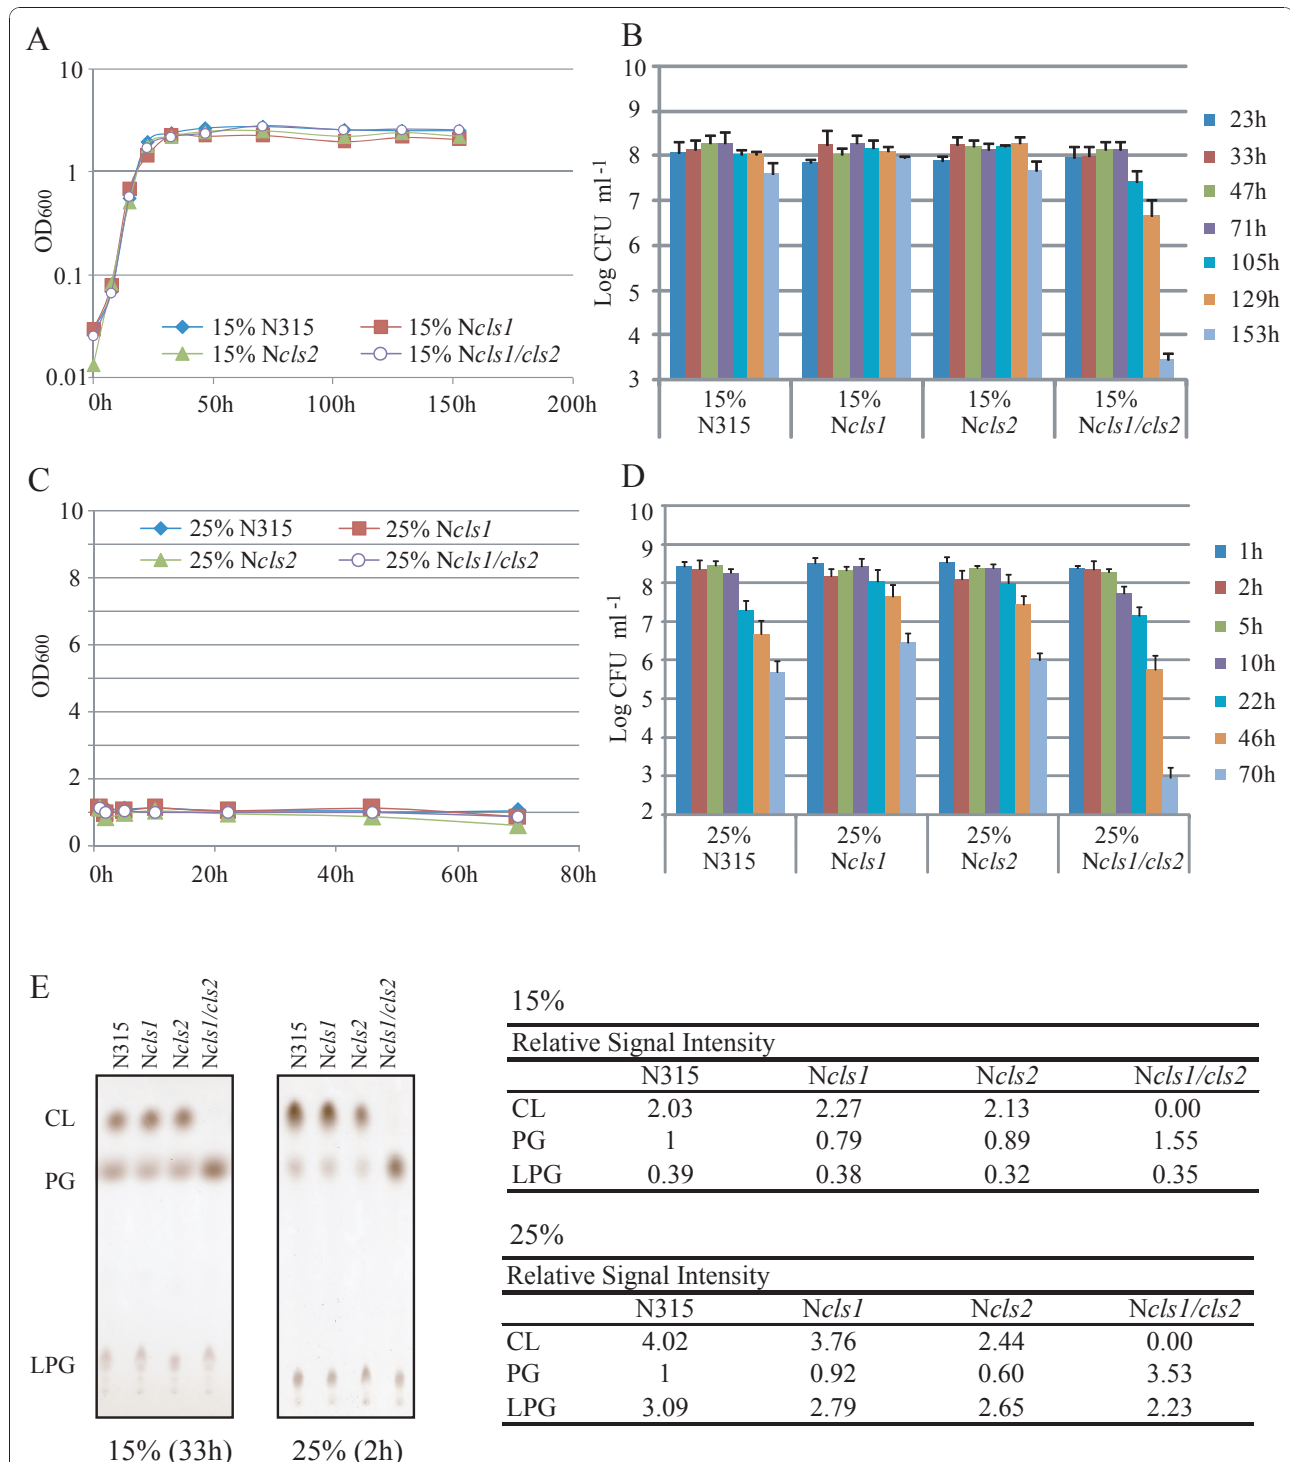 A
10
1
0.1
0.01
OD600
15% N315
15% Ncls1
15% Ncls2
15% Ncls1/cls2
0h
50h
100h
150h
200h
B
10
9
8
7
6
5
4
3
Log CFU ml-1
23h
33h
47h
71h
105h
129h
153h
15%
N315
15%
Ncls1
15%
Ncls2
15%
Ncls1/cls2
C
10
8
6
4
2
0
OD600
25% N315
25% Ncls1
25% Ncls2
25% Ncls1/cls2
0h
20h
40h
60h
80h
D
10
9
8
7
6
5
4
3
2
Log CFU ml-1
1h
2h
5h
10h
22h
46h
70h
25%
N315
25%
Ncls1
25%
Ncls2
25%
Ncls1/cls2
E
N315
Ncls1
Ncls2
Ncls1/cls2
N315
Ncls1
Ncls2
Ncls1/cls2
CL
PG
LPG
15% (33h)
25% (2h)
15%
Relative Signal Intensity
N315 Ncls1 Ncls2 Ncls1/cls2
CL 2.03 2.27 2.13 0.00
PG 1 0.79 0.89 1.55
LPG 0.39 0.38 0.32 0.35
25%
Relative Signal Intensity
N315 Ncls1 Ncls2 Ncls1/cls2
CL 4.02 3.76 2.44 0.00
PG 1 0.92 0.60 3.53
LPG 3.09 2.79 2.65 2.23